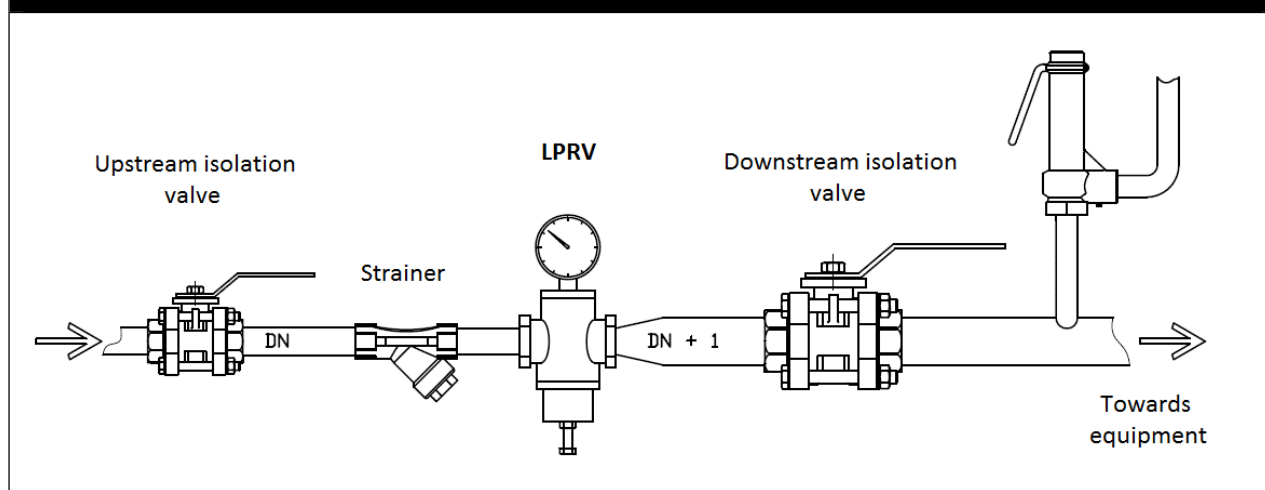 Upstream isolation
valve
Strainer
LPRV
Downstream isolation
valve
DN
DN + 1
Towards
equipment